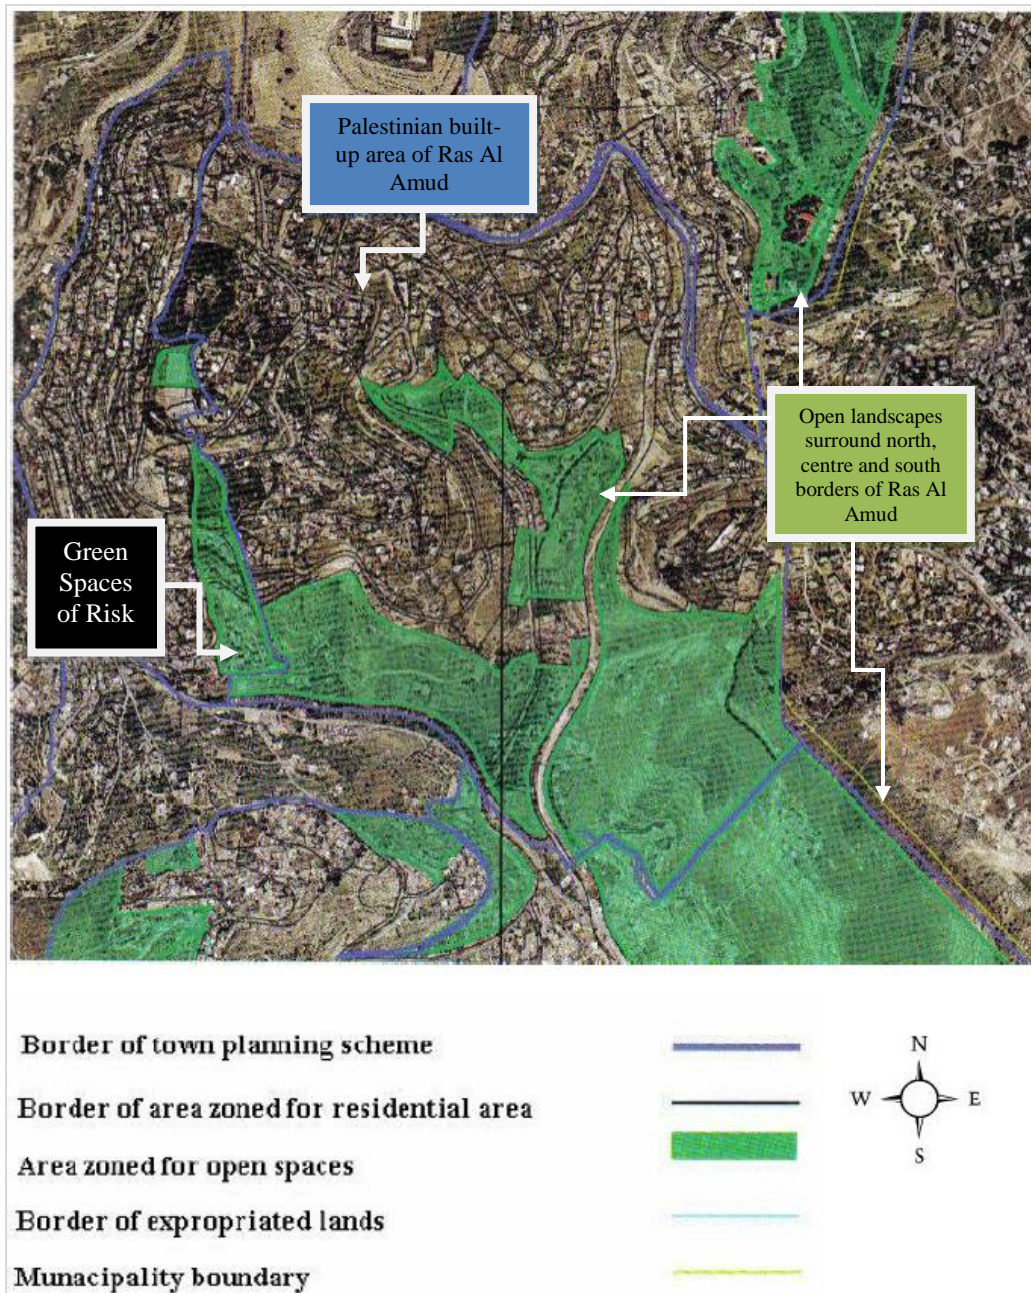 Palestinian built-
up area of Ras Al
Amud
Open landscapes
surround north,
centre and south
borders of Ras Al
Amud
Green
Spaces
of Risk
Border of town planning scheme
Border of area zoned for residential area
Area zoned for open spaces
Border of expropriated lands
Munacipality boundary
N
W E
S